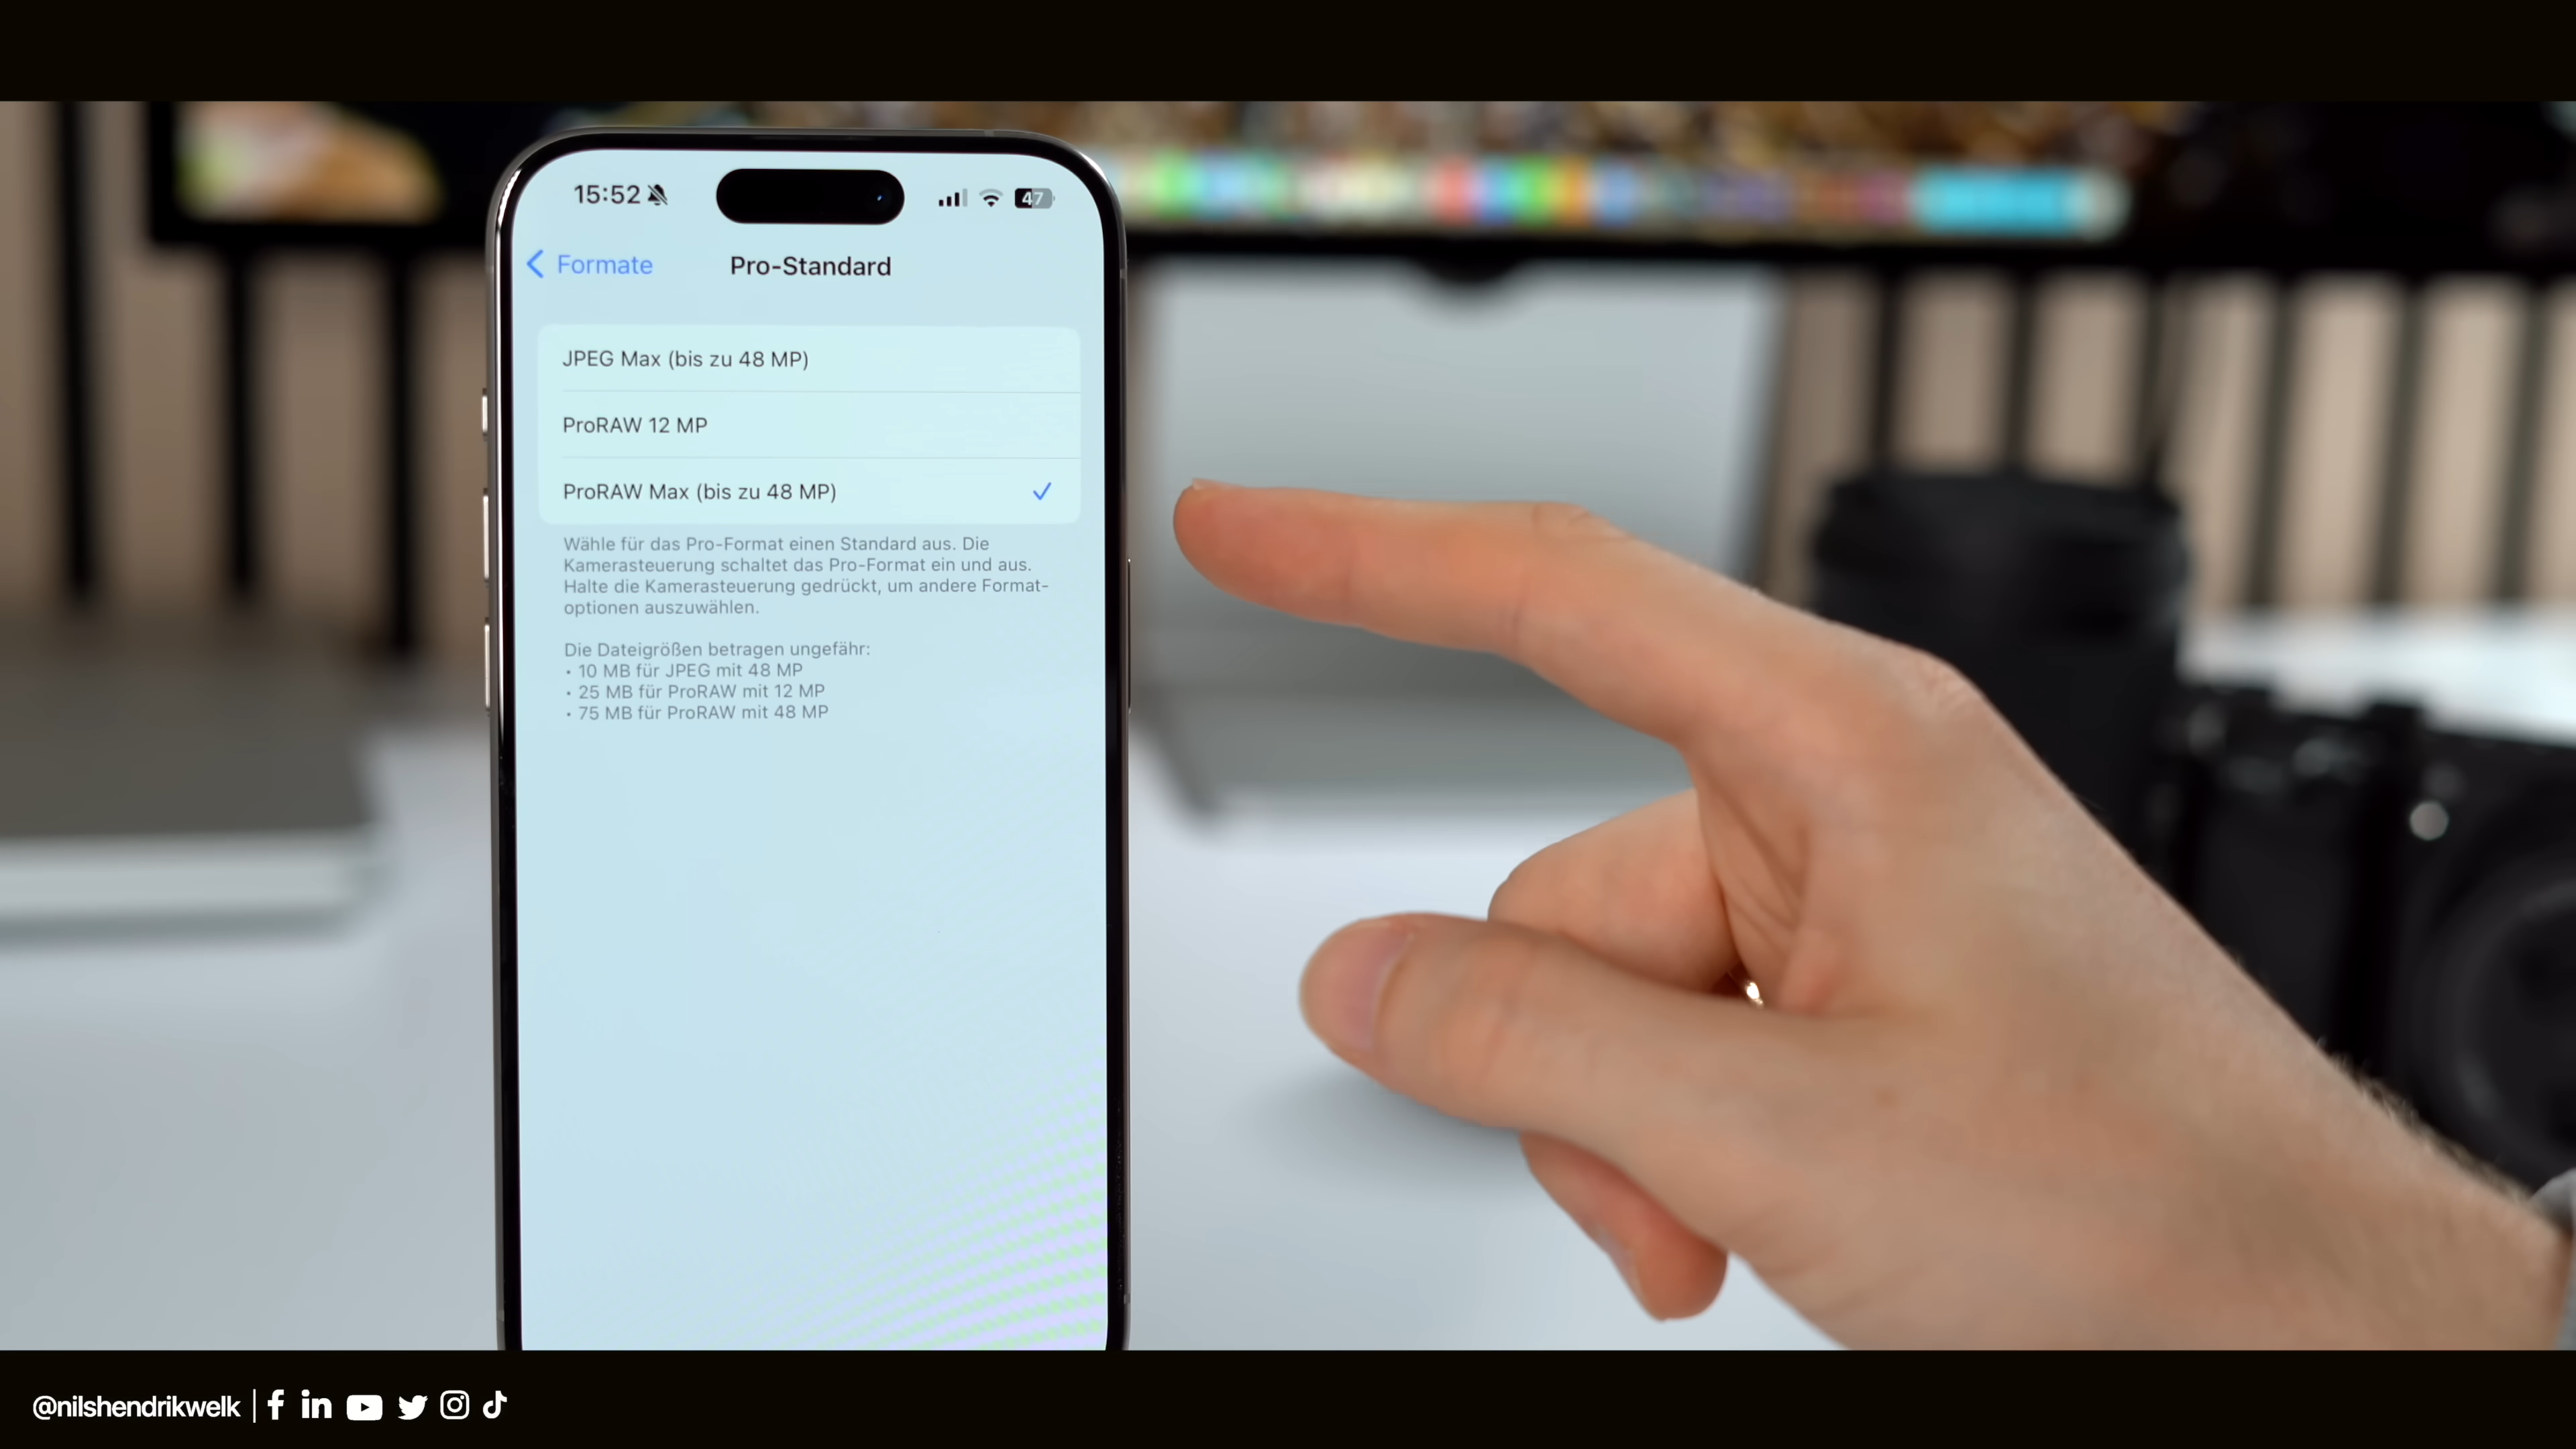 15:52
47
Formate
Pro-Standard
JPEG Max (bis zu 48 MP)
ProRAW 12 MP
ProRAW Max (bis zu 48 MP)
Wähle für das Pro-Format einen Standard aus. Die
Kamerasteuerung schaltet das Pro-Format ein und aus.
Halte die Kamerasteuerung gedrückt, um andere Format-
optionen auszuwählen.
Die Dateigrößen betragen ungefähr:
• 10 MB für JPEG mit 48 MP
• 25 MB für ProRAW mit 12 MP
• 75 MB für ProRAW mit 48 MP
@nilshendrikwelk